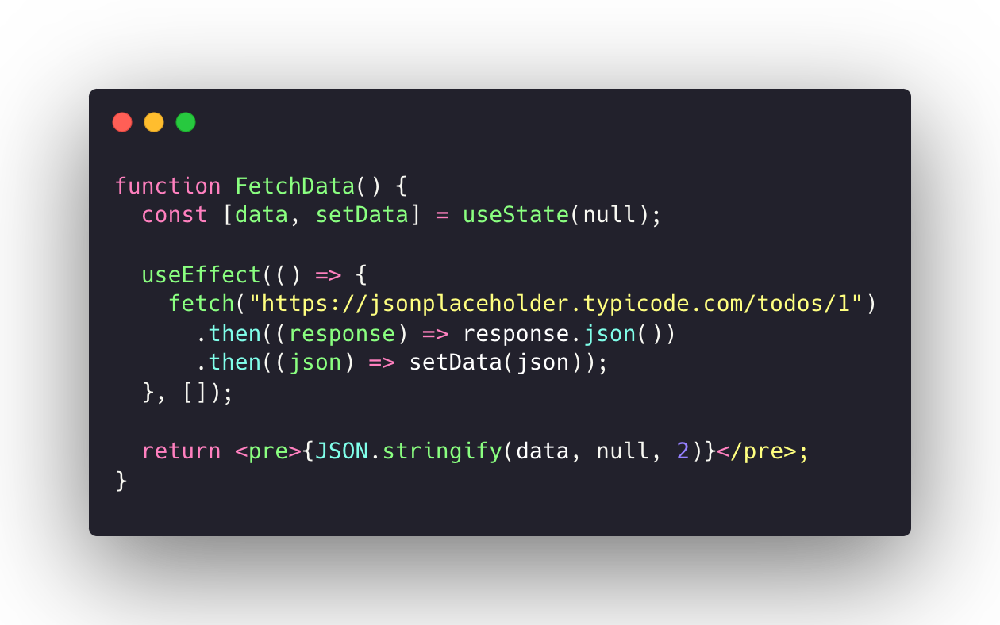 function FetchData() {
  const [data, setData] = useState(null);

  useEffect(() => {
    fetch("https://jsonplaceholder.typicode.com/todos/1")
      .then((response) => response.json())
      .then((json) => setData(json));
  }, []);

  return <pre>{JSON.stringify(data, null, 2)}</pre>;
}